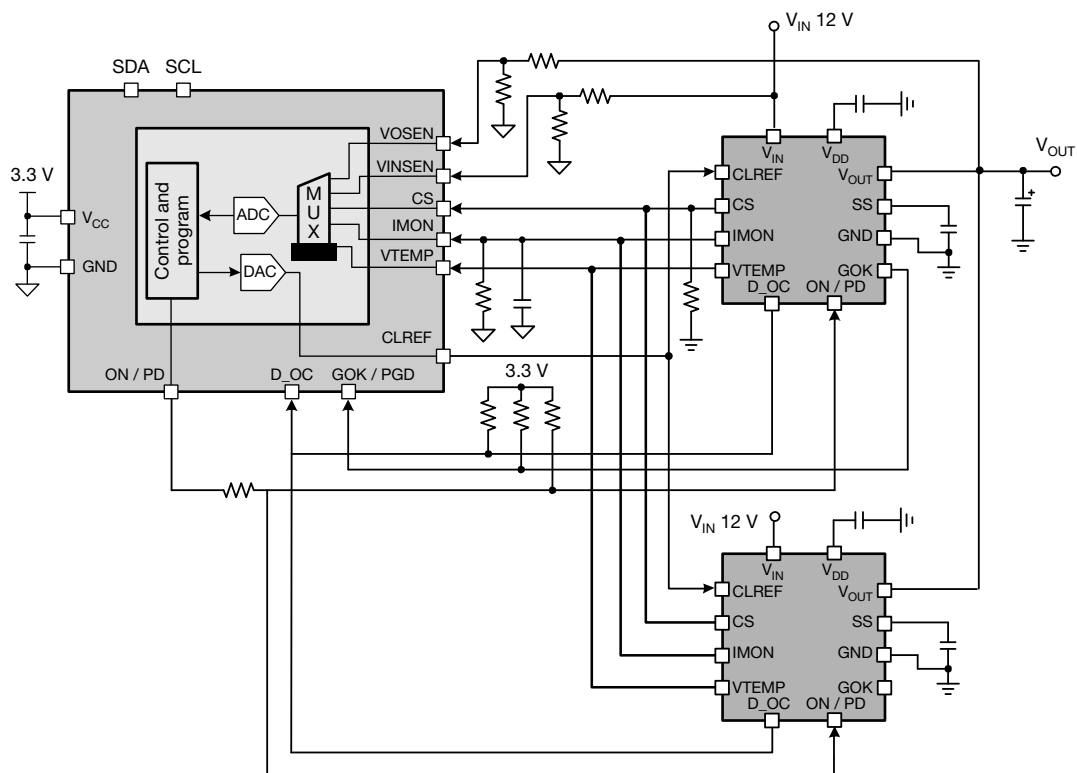 V_IN 12 V
SDA SCL
3.3 V
V_CC
GND
Control and program
ADC
DAC
MUX
VOSEN
VINSEN
CS
IMON
VTEMP
CLREF
ON / PD
D_OC
GOK / PGD
3.3 V
V_IN
V_DD
CLREF
CS
IMON
VTEMP
D_OC
ON / PD
V_OUT
SS
GND
GOK
V_OUT
+
V_IN 12 V
V_IN
V_DD
CLREF
CS
IMON
VTEMP
D_OC
ON / PD
V_OUT
SS
GND
GOK